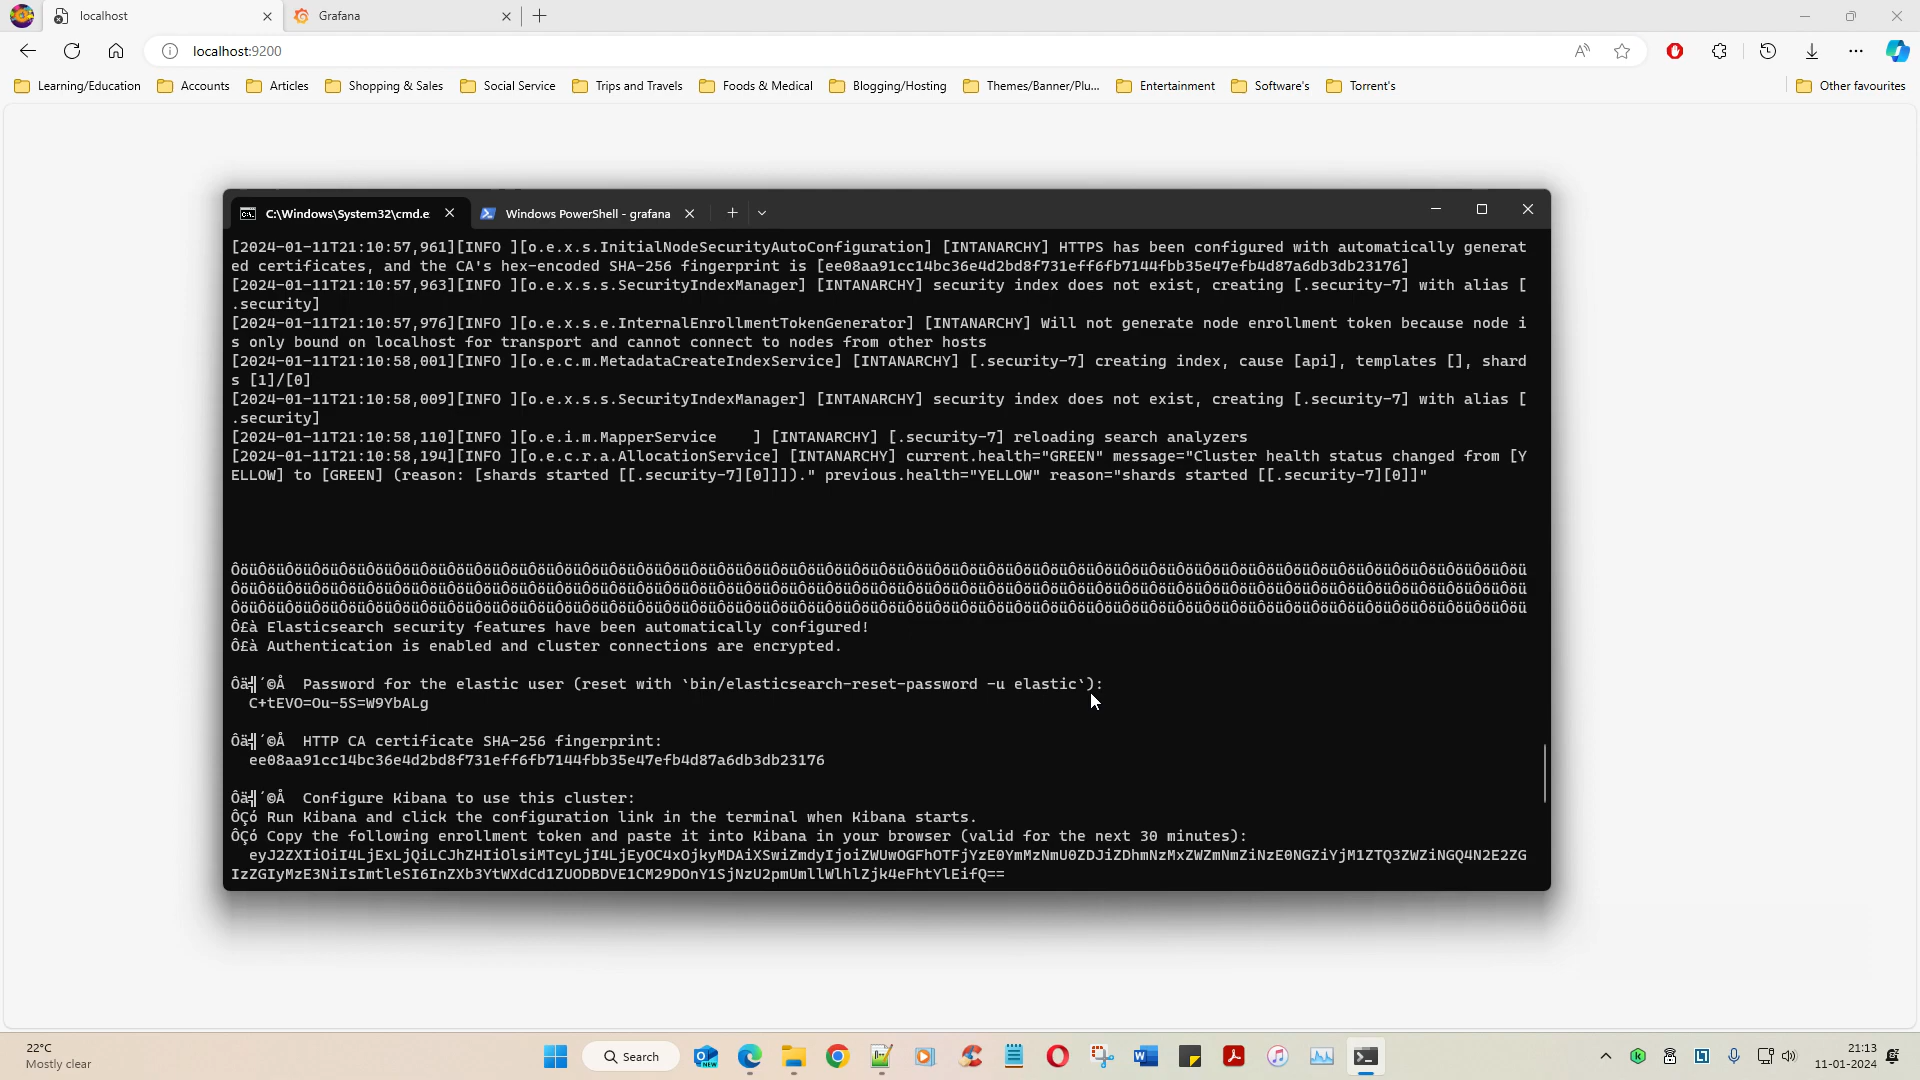 localhost
Grafana
localhost:9200
Learning/Education
Accounts
Articles
Shopping & Sales
Social Service
Trips and Travels
Foods & Medical
Blogging/Hosting
Themes/Banner/Plu...
Entertainment
Software's
Torrent's
Other favourites
C:\Windows\System32\cmd.e
Windows PowerShell - grafana
[2024-01-11T21:10:57,961][INFO ][o.e.x.s.InitialNodeSecurityAutoConfiguration] [INTANARCHY] HTTPS has been configured with automatically generat
ed certificates, and the CA's hex-encoded SHA-256 fingerprint is [ee08aa91cc14bc36e4d2bd8f731eff6fb7144fbb35e47efb4d87a6db3db23176]
[2024-01-11T21:10:57,963][INFO ][o.e.x.s.s.SecurityIndexManager] [INTANARCHY] security index does not exist, creating [.security-7] with alias [
.security]
[2024-01-11T21:10:57,976][INFO ][o.e.x.s.e.InternalEnrollmentTokenGenerator] [INTANARCHY] Will not generate node enrollment token because node i
s only bound on localhost for transport and cannot connect to nodes from other hosts
[2024-01-11T21:10:58,001][INFO ][o.e.c.m.MetadataCreateIndexService] [INTANARCHY] [.security-7] creating index, cause [api], templates [], shard
s [1]/[0]
[2024-01-11T21:10:58,009][INFO ][o.e.x.s.s.SecurityIndexManager] [INTANARCHY] security index does not exist, creating [.security-7] with alias [
.security]
[2024-01-11T21:10:58,110][INFO ][o.e.i.m.MapperService    ] [INTANARCHY] [.security-7] reloading search analyzers
[2024-01-11T21:10:58,194][INFO ][o.e.c.r.a.AllocationService] [INTANARCHY] current.health="GREEN" message="Cluster health status changed from [Y
ELLOW] to [GREEN] (reason: [shards started [[.security-7][0]]])." previous.health="YELLOW" reason="shards started [[.security-7][0]]"
ÔöüÔöüÔöüÔöüÔöüÔöüÔöüÔöüÔöüÔöüÔöüÔöüÔöüÔöüÔöüÔöüÔöüÔöüÔöüÔöüÔöüÔöüÔöüÔöüÔöüÔöüÔöüÔöüÔöüÔöüÔöüÔöüÔöüÔöüÔöüÔöüÔöüÔöüÔöüÔöüÔöüÔöüÔöüÔöüÔöüÔöüÔöüÔöü
ÔöüÔöüÔöüÔöüÔöüÔöüÔöüÔöüÔöüÔöüÔöüÔöüÔöüÔöüÔöüÔöüÔöüÔöüÔöüÔöüÔöüÔöüÔöüÔöüÔöüÔöüÔöüÔöüÔöüÔöüÔöüÔöüÔöüÔöüÔöüÔöüÔöüÔöüÔöüÔöüÔöüÔöüÔöüÔöüÔöüÔöüÔöüÔöü
ÔöüÔöüÔöüÔöüÔöüÔöüÔöüÔöüÔöüÔöüÔöüÔöüÔöüÔöüÔöüÔöüÔöüÔöüÔöüÔöüÔöüÔöüÔöüÔöüÔöüÔöüÔöüÔöüÔöüÔöüÔöüÔöüÔöüÔöüÔöüÔöüÔöüÔöüÔöüÔöüÔöüÔöüÔöüÔöüÔöüÔöüÔöüÔöü
Ô£à Elasticsearch security features have been automatically configured!
Ô£à Authentication is enabled and cluster connections are encrypted.
Ôä╣´©Å  Password for the elastic user (reset with `bin/elasticsearch-reset-password -u elastic`):
C+tEVO=Ou-5S=W9YbALg
Ôä╣´©Å  HTTP CA certificate SHA-256 fingerprint:
ee08aa91cc14bc36e4d2bd8f731eff6fb7144fbb35e47efb4d87a6db3db23176
Ôä╣´©Å  Configure Kibana to use this cluster:
ÔÇó Run Kibana and click the configuration link in the terminal when Kibana starts.
ÔÇó Copy the following enrollment token and paste it into Kibana in your browser (valid for the next 30 minutes):
eyJ2ZXIiOiI4LjExLjQiLCJhZHIiOlsiMTcyLjI4LjEyOC4xOjkyMDAiXSwiZmdyIjoiZWUwOGFhOTFjYzE0YmMzNmU0ZDJiZDhmNzMxZWZmNmZiNzE0NGZiYjM1ZTQ3ZWZiNGQ4N2E2ZG
IzZGIyMzE3NiIsImtleSI6InZXb3YtWXdCd1ZUODBDVE1CM29DOnY1SjNzU2pmUmllWlhlZjk4eFhtYlEifQ==
22°C
Mostly clear
Search
21:13
11-01-2024